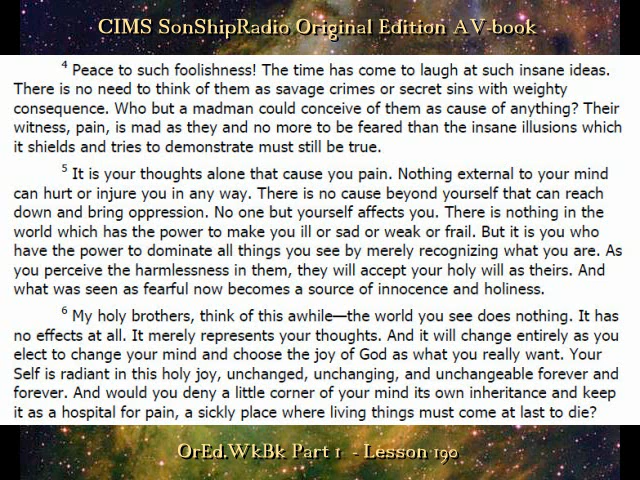 CIMS SonShipRadio Original Edition AV-book
4 Peace to such foolishness! The time has come to laugh at such insane ideas.
There is no need to think of them as savage crimes or secret sins with weighty
consequence. Who but a madman could conceive of them as cause of anything? Their
witness, pain, is mad as they and no more to be feared than the insane illusions which
it shields and tries to demonstrate must still be true.
5 It is your thoughts alone that cause you pain. Nothing external to your mind
can hurt or injure you in any way. There is no cause beyond yourself that can reach
down and bring oppression. No one but yourself affects you. There is nothing in the
world which has the power to make you ill or sad or weak or frail. But it is you who
have the power to dominate all things you see by merely recognizing what you are. As
you perceive the harmlessness in them, they will accept your holy will as theirs. And
what was seen as fearful now becomes a source of innocence and holiness.
6 My holy brothers, think of this awhile—the world you see does nothing. It has
no effects at all. It merely represents your thoughts. And it will change entirely as you
elect to change your mind and choose the joy of God as what you really want. Your
Self is radiant in this holy joy, unchanged, unchanging, and unchangeable forever and
forever. And would you deny a little corner of your mind its own inheritance and keep
it as a hospital for pain, a sickly place where living things must come at last to die?
OrEd.WkBk Part 1 - Lesson 190